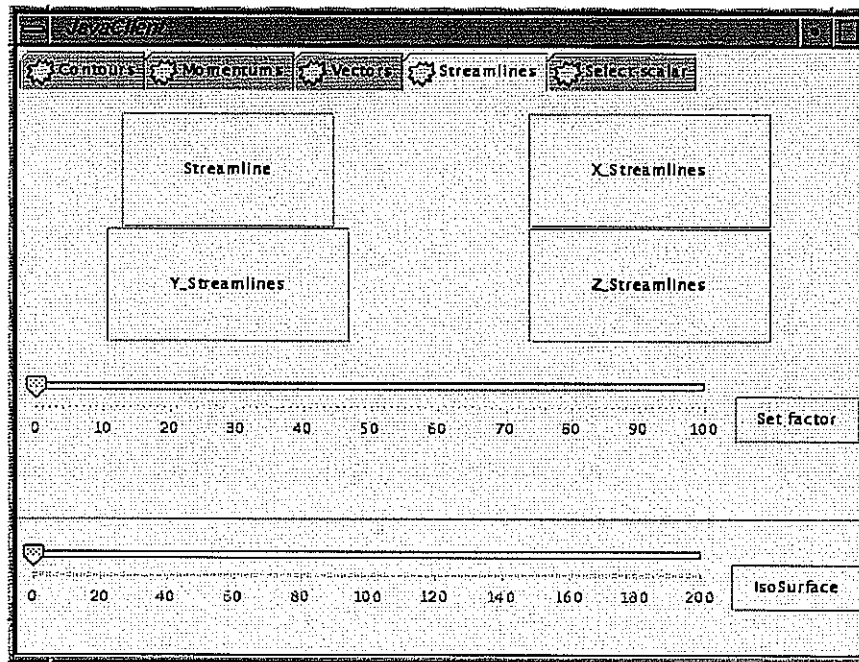 JavaClient
Contours Momentums Vectors Streamlines Select scalar
Streamline X_Streamlines
Y_Streamlines Z_Streamlines
0 10 20 30 40 50 60 70 80 90 100
Set factor
0 20 40 60 80 100 120 140 160 180 200
IsoSurface